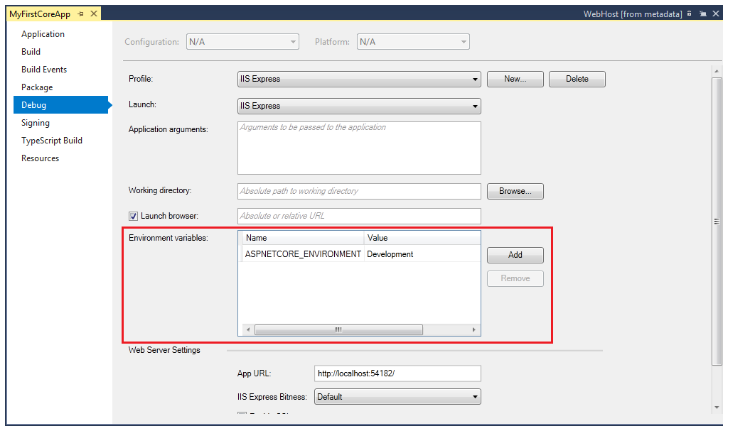 MyFirstCoreApp
WebHost [from metadata]
Application
Build
Build Events
Package
Debug
Signing
TypeScript Build
Resources
Configuration: N/A Platform: N/A
Profile: IIS Express New... Delete
Launch: IIS Express
Application arguments: Arguments to be passed to the application
Working directory: Absolute path to working directory Browse...
Launch browser: Absolute or relative URL
Environment variables: Name Value Add
ASPNETCORE_ENVIRONMENT Development
Remove
Web Server Settings
App URL: http://localhost:54182/
IIS Express Bitness: Default